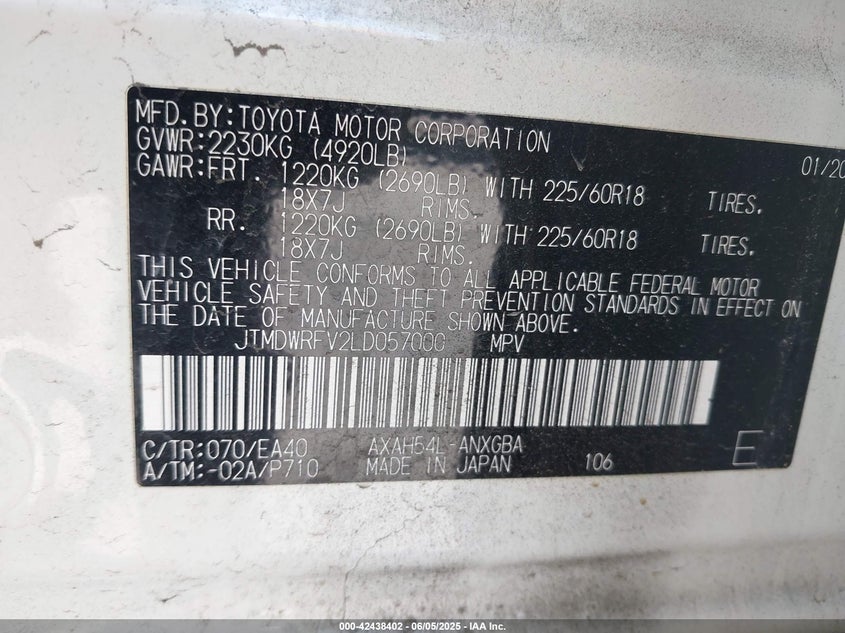 MFD.BY:TOYOTA MOTOR CORPORATION 01/20
GVWR:2230KG (4920LB)
GAWR:FRT. 1220KG (2690LB) WITH 225/60R18 TIRES.
18X7J RIMS.
RR. 1220KG (2690LB) WITH 225/60R18 TIRES.
18X7J RIMS.
THIS VEHICLE CONFORMS TO ALL APPLICABLE FEDERAL MOTOR
VEHICLE SAFETY AND THEFT PREVENTION STANDARDS IN EFFECT ON
THE DATE OF MANUFACTURE SHOWN ABOVE.
JTMDWRFV2LD057000 MPV
C/TR:070/EA40 AXAH54L-ANXGBA
A/TM:-02A/P710 MADE IN JAPAN 106 E
000-42438402 - 06/05/2025 - IAA Inc.